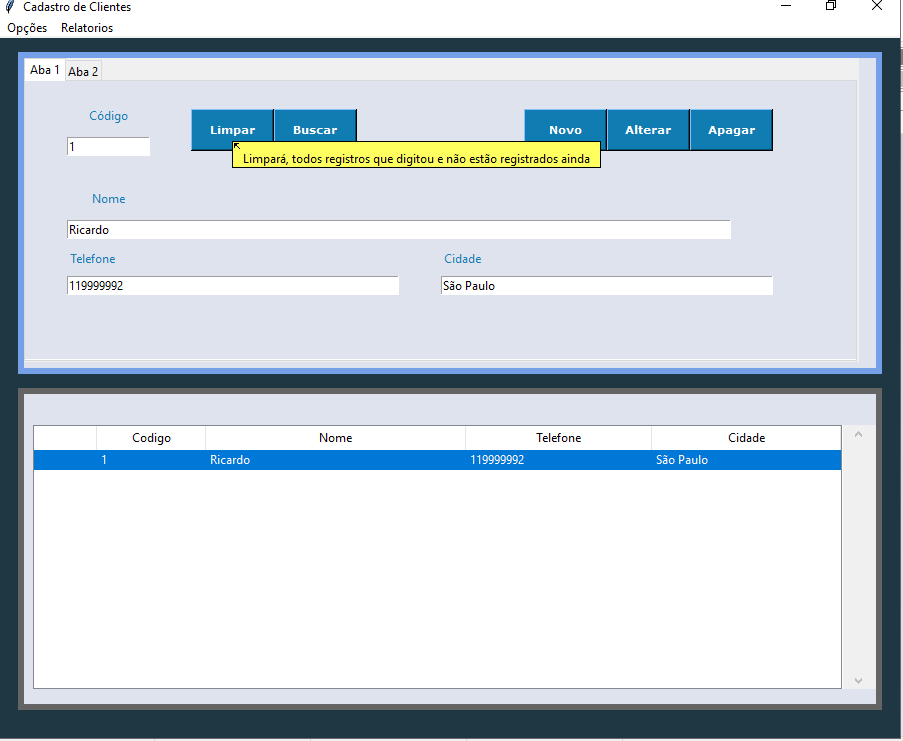 Cadastro de Clientes
Opções Relatorios
Aba 1 Aba 2
Código
Limpar Buscar Novo Alterar Apagar
1
Limpará, todos registros que digitou e não estão registrados ainda
Nome
Ricardo
Telefone Cidade
119999992 São Paulo
Codigo Nome Telefone Cidade
1 Ricardo 119999992 São Paulo